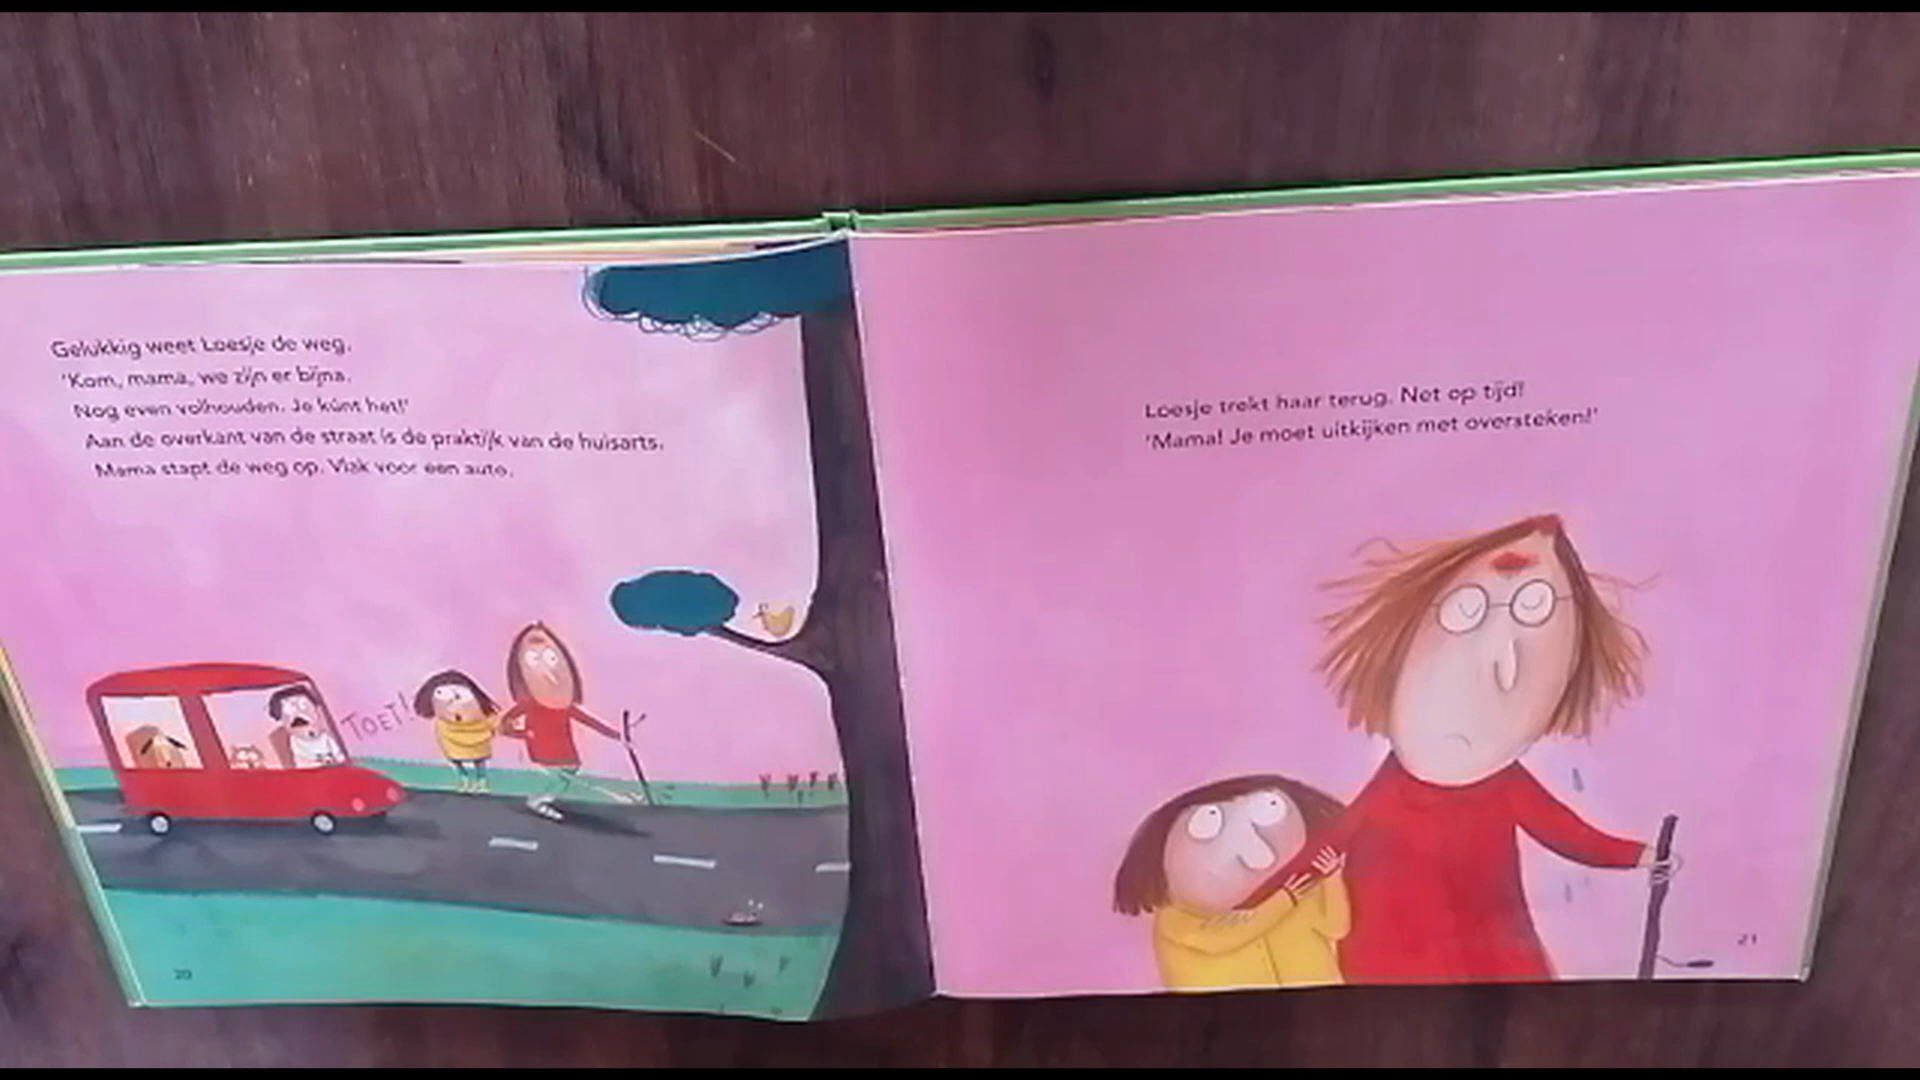 Gelukkig weet Loesje de weg.
'Kom, mama, we zijn er bijna.
Nog even volhouden. Je kúnt het!'
Aan de overkant van de straat is de praktijk van de huisarts.
Mama stapt de weg op. Vlak voor een auto.
TOET!
20
Loesje trekt haar terug. Net op tijd!
'Mama! Je moet uitkijken met oversteken!'
21